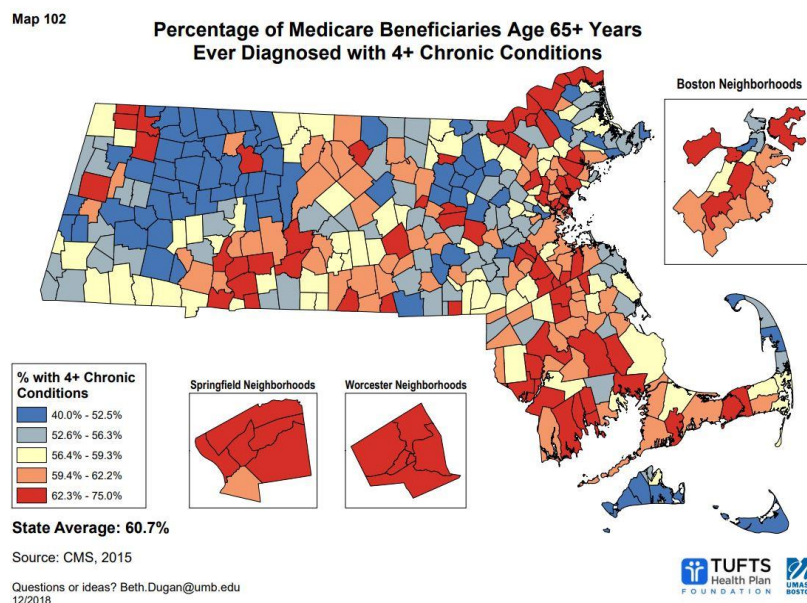 Map 102
Percentage of Medicare Beneficiaries Age 65+ Years
Ever Diagnosed with 4+ Chronic Conditions
Boston Neighborhoods
% with 4+ Chronic
Conditions
40.0% - 52.5%
52.6% - 56.3%
56.4% - 59.3%
59.4% - 62.2%
62.3% - 75.0%
Springfield Neighborhoods
Worcester Neighborhoods
State Average: 60.7%
Source: CMS, 2015
Questions or ideas? Beth.Dugan@umb.edu
12/2018
TUFTS
Health Plan
FOUNDATION
UMASS
BOSTON